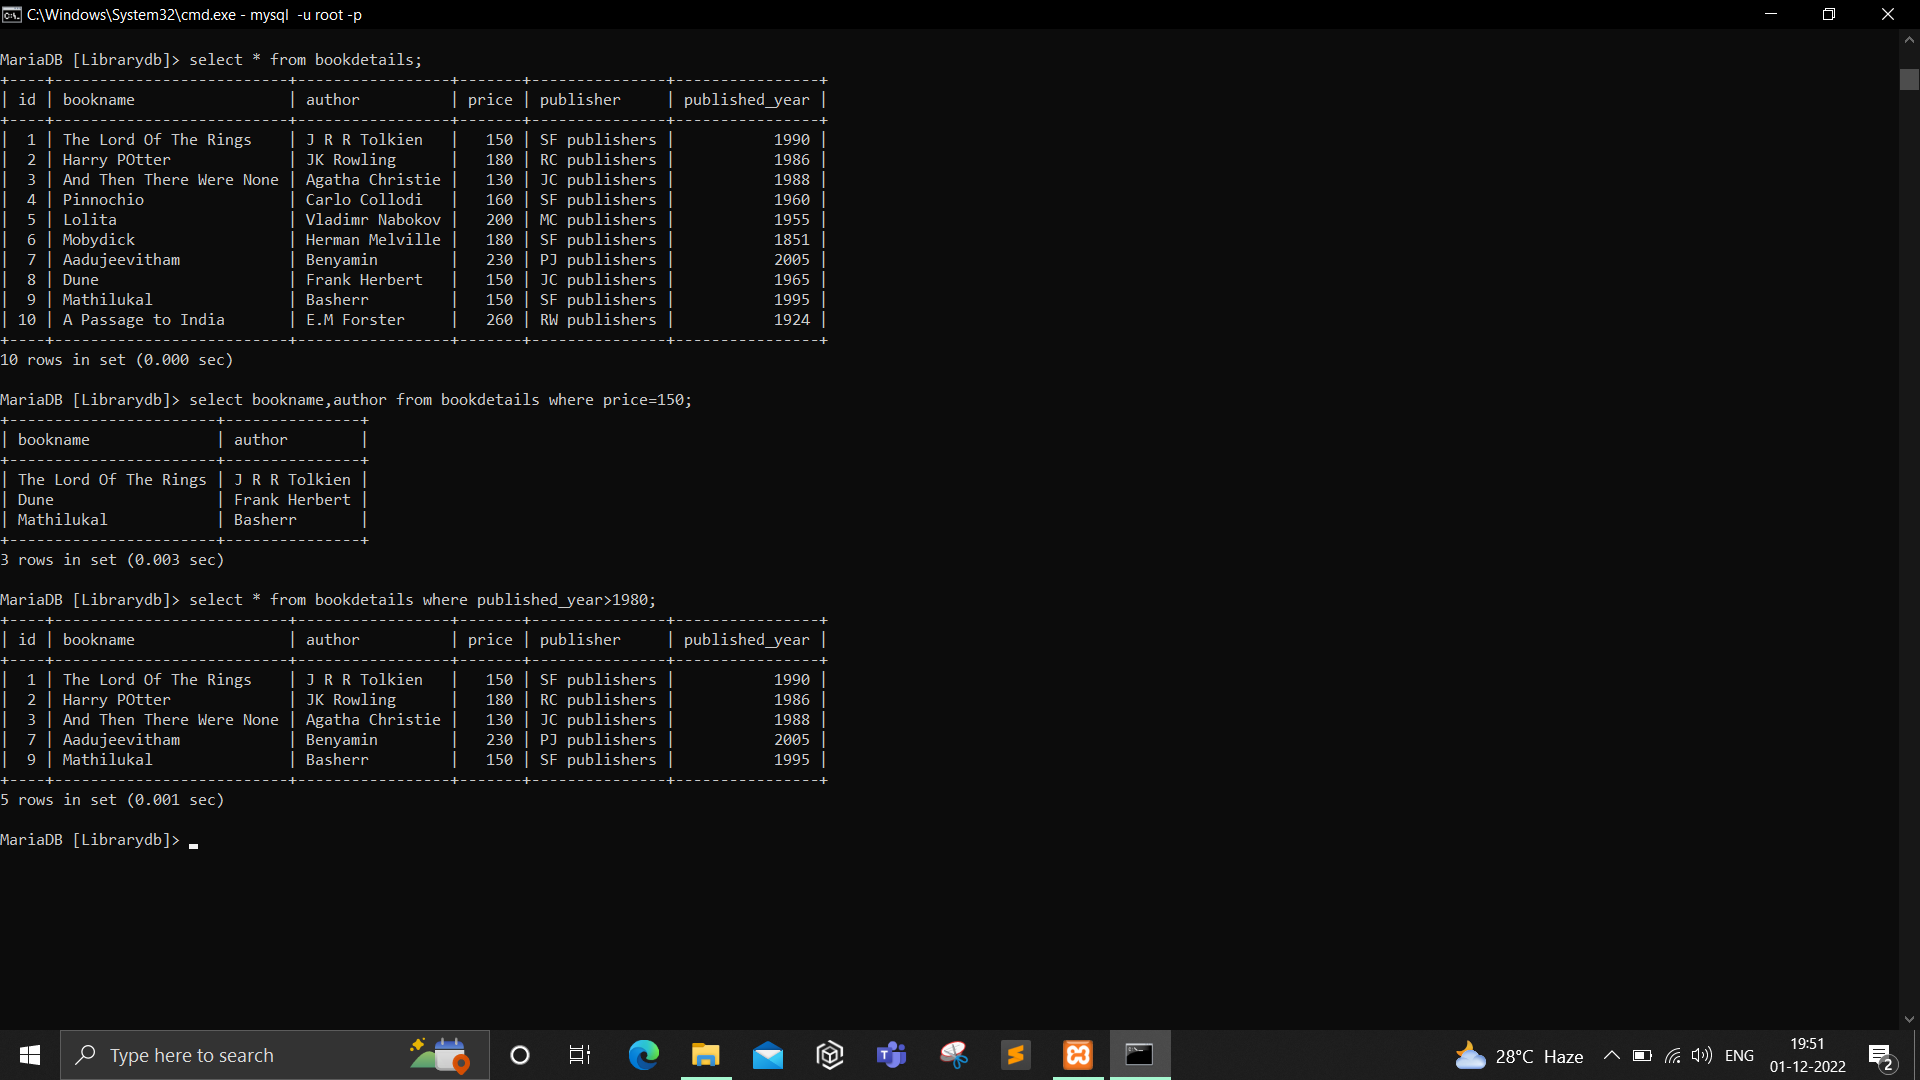 C:\Windows\System32\cmd.exe - mysql  -u root -p
MariaDB [Librarydb]> select * from bookdetails;
+----+--------------------------+-----------------+-------+---------------+----------------+
| id | bookname                 | author          | price | publisher     | published_year |
+----+--------------------------+-----------------+-------+---------------+----------------+
|  1 | The Lord Of The Rings    | J R R Tolkien   |   150 | SF publishers |           1990 |
|  2 | Harry POtter             | JK Rowling      |   180 | RC publishers |           1986 |
|  3 | And Then There Were None | Agatha Christie |   130 | JC publishers |           1988 |
|  4 | Pinnochio                | Carlo Collodi   |   160 | SF publishers |           1960 |
|  5 | Lolita                   | Vladimr Nabokov |   200 | MC publishers |           1955 |
|  6 | Mobydick                 | Herman Melville |   180 | SF publishers |           1851 |
|  7 | Aadujeevitham            | Benyamin        |   230 | PJ publishers |           2005 |
|  8 | Dune                     | Frank Herbert   |   150 | JC publishers |           1965 |
|  9 | Mathilukal               | Basherr         |   150 | SF publishers |           1995 |
| 10 | A Passage to India       | E.M Forster     |   260 | RW publishers |           1924 |
+----+--------------------------+-----------------+-------+---------------+----------------+
10 rows in set (0.000 sec)
MariaDB [Librarydb]> select bookname,author from bookdetails where price=150;
+-----------------------+---------------+
| bookname              | author        |
+-----------------------+---------------+
| The Lord Of The Rings | J R R Tolkien |
| Dune                  | Frank Herbert |
| Mathilukal            | Basherr       |
+-----------------------+---------------+
3 rows in set (0.003 sec)
MariaDB [Librarydb]> select * from bookdetails where published_year>1980;
+----+--------------------------+-----------------+-------+---------------+----------------+
| id | bookname                 | author          | price | publisher     | published_year |
+----+--------------------------+-----------------+-------+---------------+----------------+
|  1 | The Lord Of The Rings    | J R R Tolkien   |   150 | SF publishers |           1990 |
|  2 | Harry POtter             | JK Rowling      |   180 | RC publishers |           1986 |
|  3 | And Then There Were None | Agatha Christie |   130 | JC publishers |           1988 |
|  7 | Aadujeevitham            | Benyamin        |   230 | PJ publishers |           2005 |
|  9 | Mathilukal               | Basherr         |   150 | SF publishers |           1995 |
+----+--------------------------+-----------------+-------+---------------+----------------+
5 rows in set (0.001 sec)
MariaDB [Librarydb]>
Type here to search
28°C Haze
ENG
19:51
01-12-2022
2